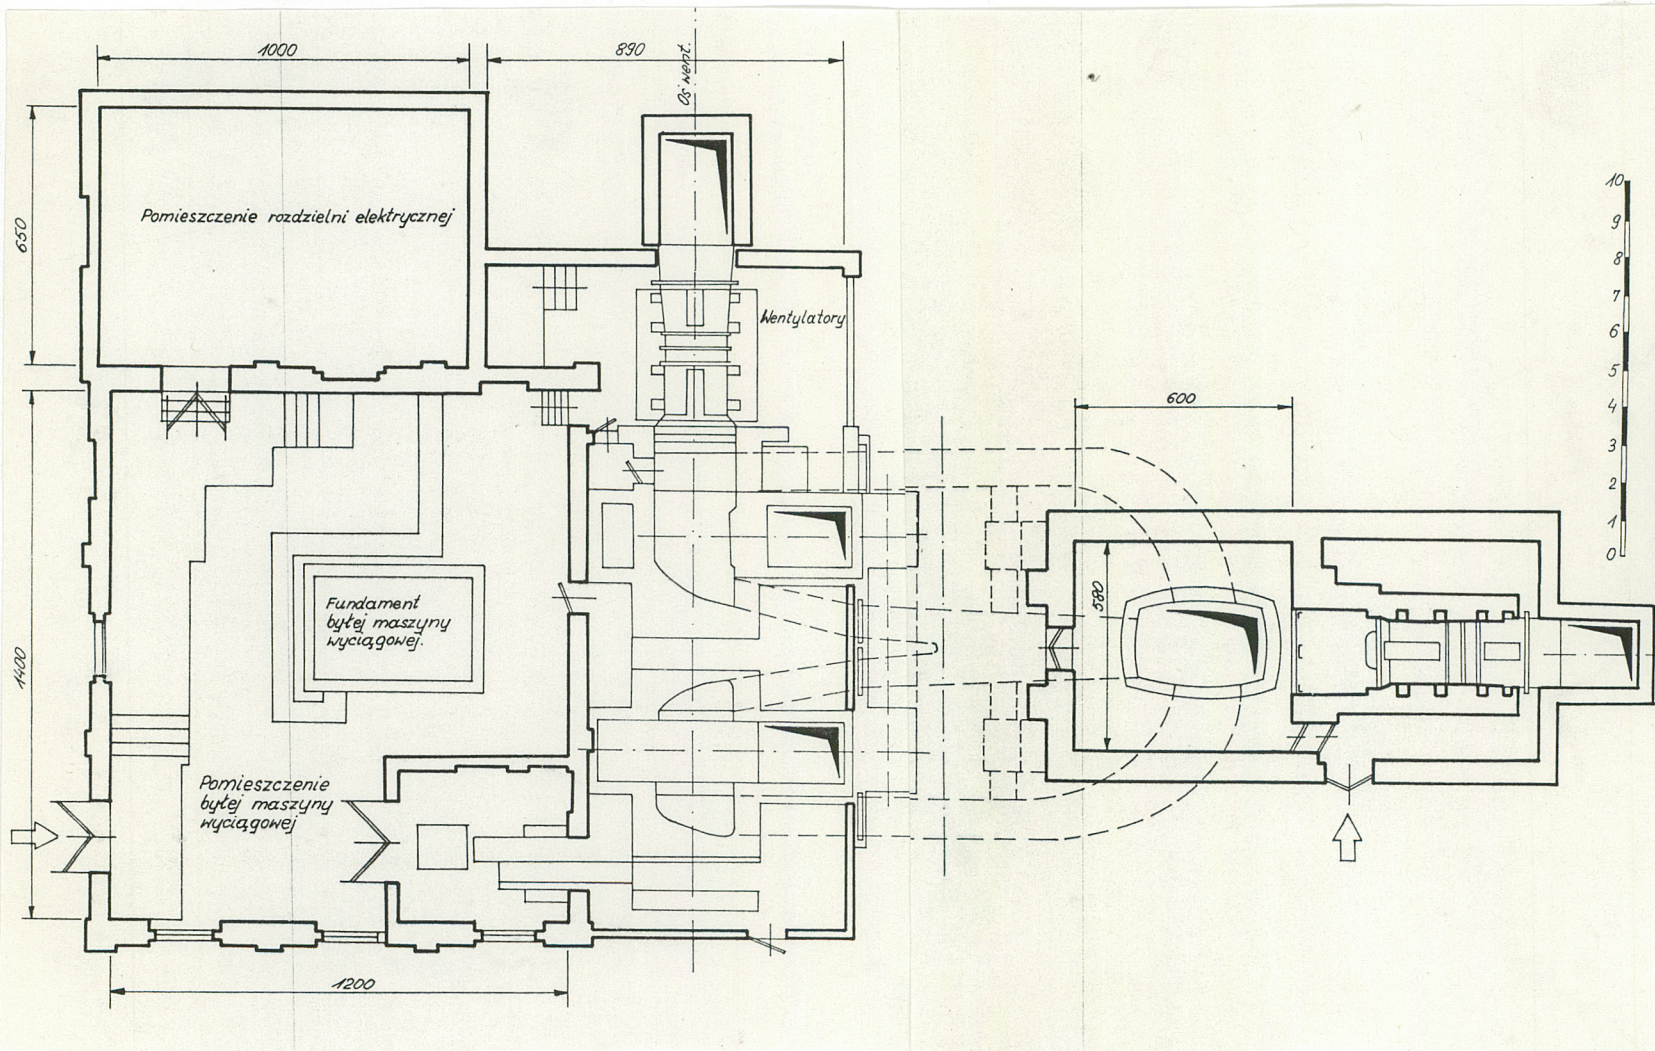 1000
890
Oś went.
650
Pomieszczenie rozdzielni elektrycznej
Wentylatory
10
9
8
7
6
5
4
3
2
1
0
600
580
Fundament
byłej maszyny
wyciągowej.
1400
Pomieszczenie
byłej maszyny
wyciągowej
1200